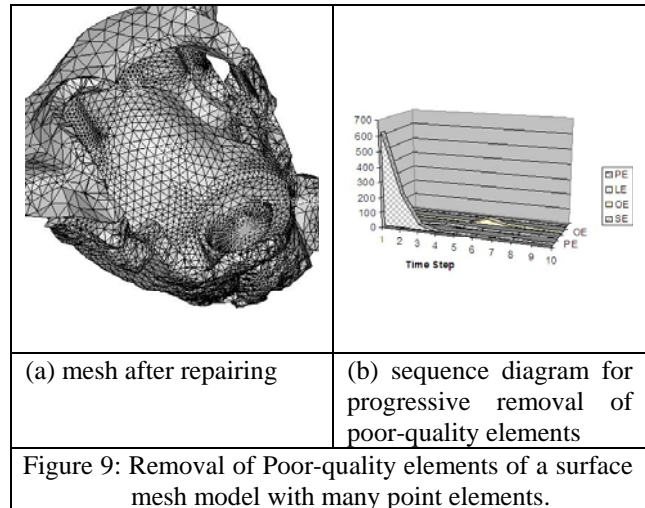 700
600
500
400
300
200
100
0
1 2 3 4 5 6 7 8 9 10
Time Step
OE
PE
PE
LE
OE
SE
(a) mesh after repairing
(b) sequence diagram for
progressive removal of
poor-quality elements
Figure 9: Removal of Poor-quality elements of a surface
mesh model with many point elements.